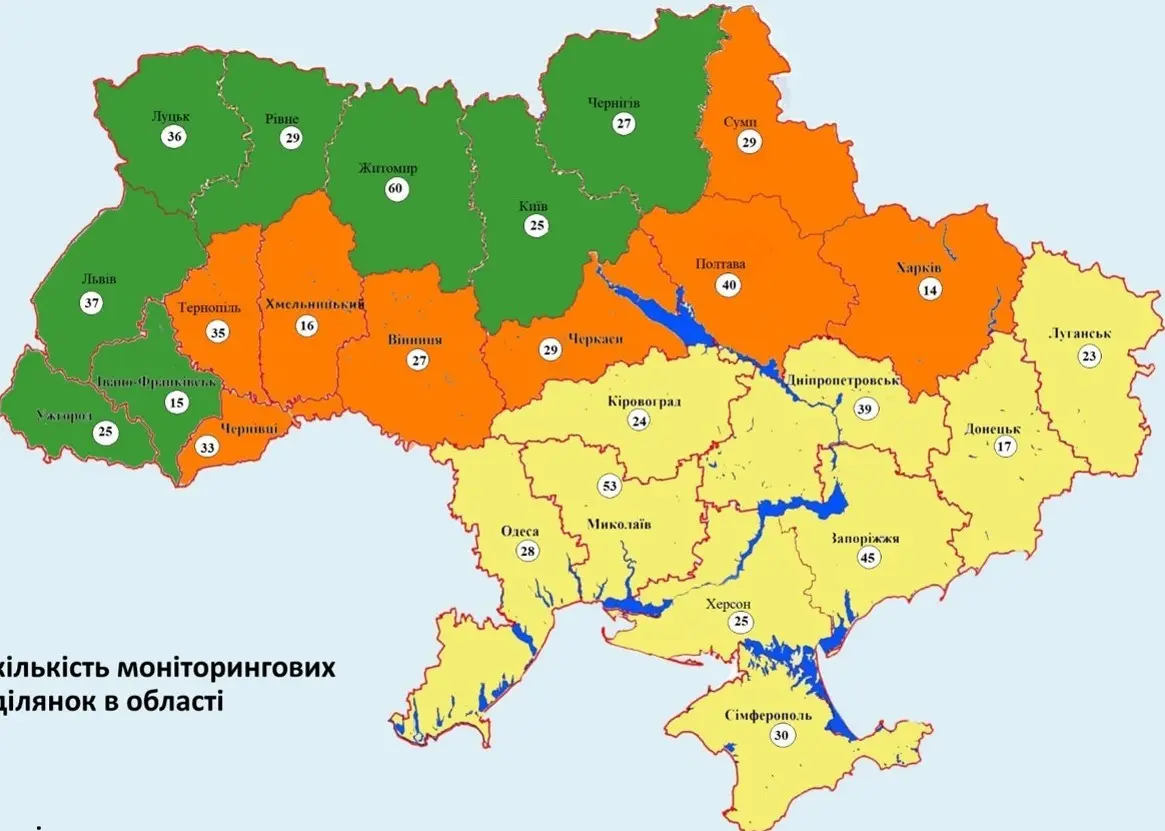 Чернігів
27
Луцьк
36
Рівне
29
Суми
29
Житомир
60
Київ
25
Львів
37
Тернопіль
35
Хмельницький
16
Вінниця
27
Черкаси
29
Полтава
40
Харків
14
Луганськ
23
Івано-Франківськ
15
Ужгород
25
Чернівці
33
Кіровоград
24
Дніпропетровськ
39
Донецьк
17
53
Миколаїв
Одеса
28
Запоріжжя
45
Херсон
25
кількість моніторингових
ділянок в області
Сімферополь
30